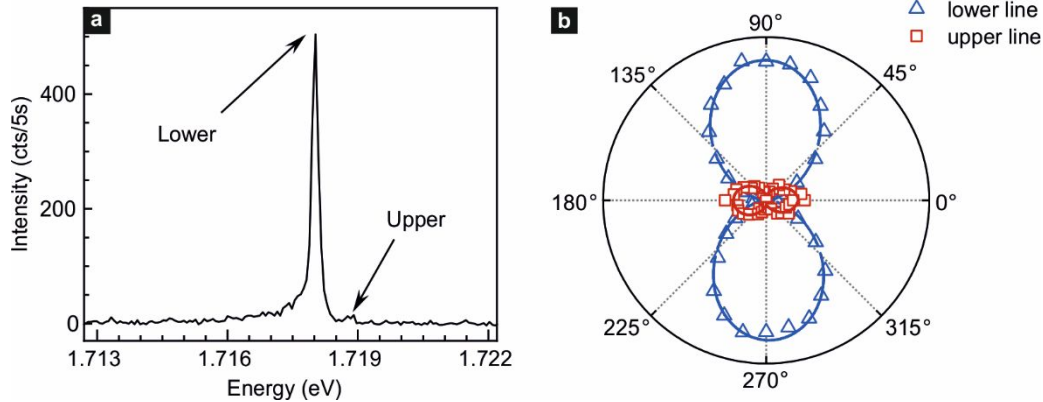 a
Intensity (cts/5s)
400
200
0
Lower
Upper
1.713
1.716
1.719
1.722
Energy (eV)
b
lower line
upper line
90°
135°
45°
180°
0°
225°
315°
270°